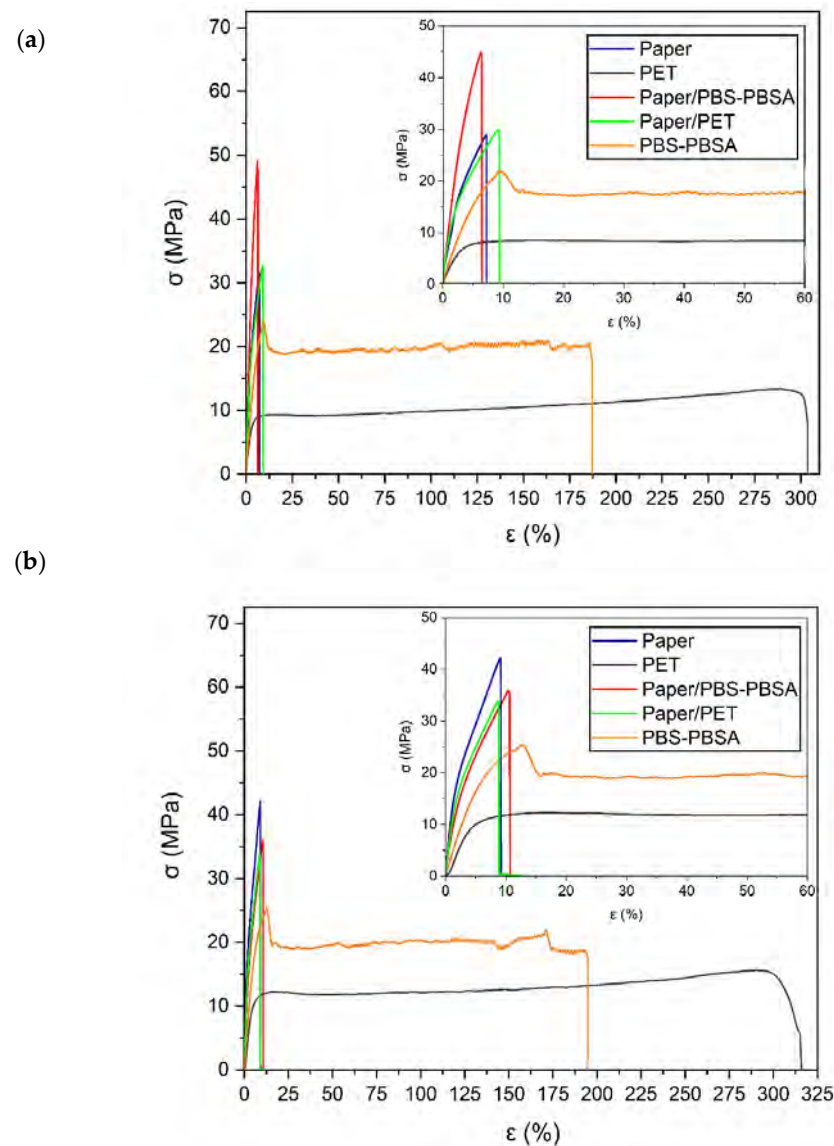 (a)
70
60
50
40
30
20
10
0
σ (MPa)
0 25 50 75 100 125 150 175 200 225 250 275 300
ε (%)
50
40
30
20
10
0
σ (MPa)
0 10 20 30 40 50 60
ε (%)
Paper
PET
Paper/PBS-PBSA
Paper/PET
PBS-PBSA
(b)
70
60
50
40
30
20
10
0
σ (MPa)
0 25 50 75 100 125 150 175 200 225 250 275 300 325
ε (%)
50
40
30
20
10
0
σ (MPa)
0 10 20 30 40 50 60
ε (%)
Paper
PET
Paper/PBS-PBSA
Paper/PET
PBS-PBSA